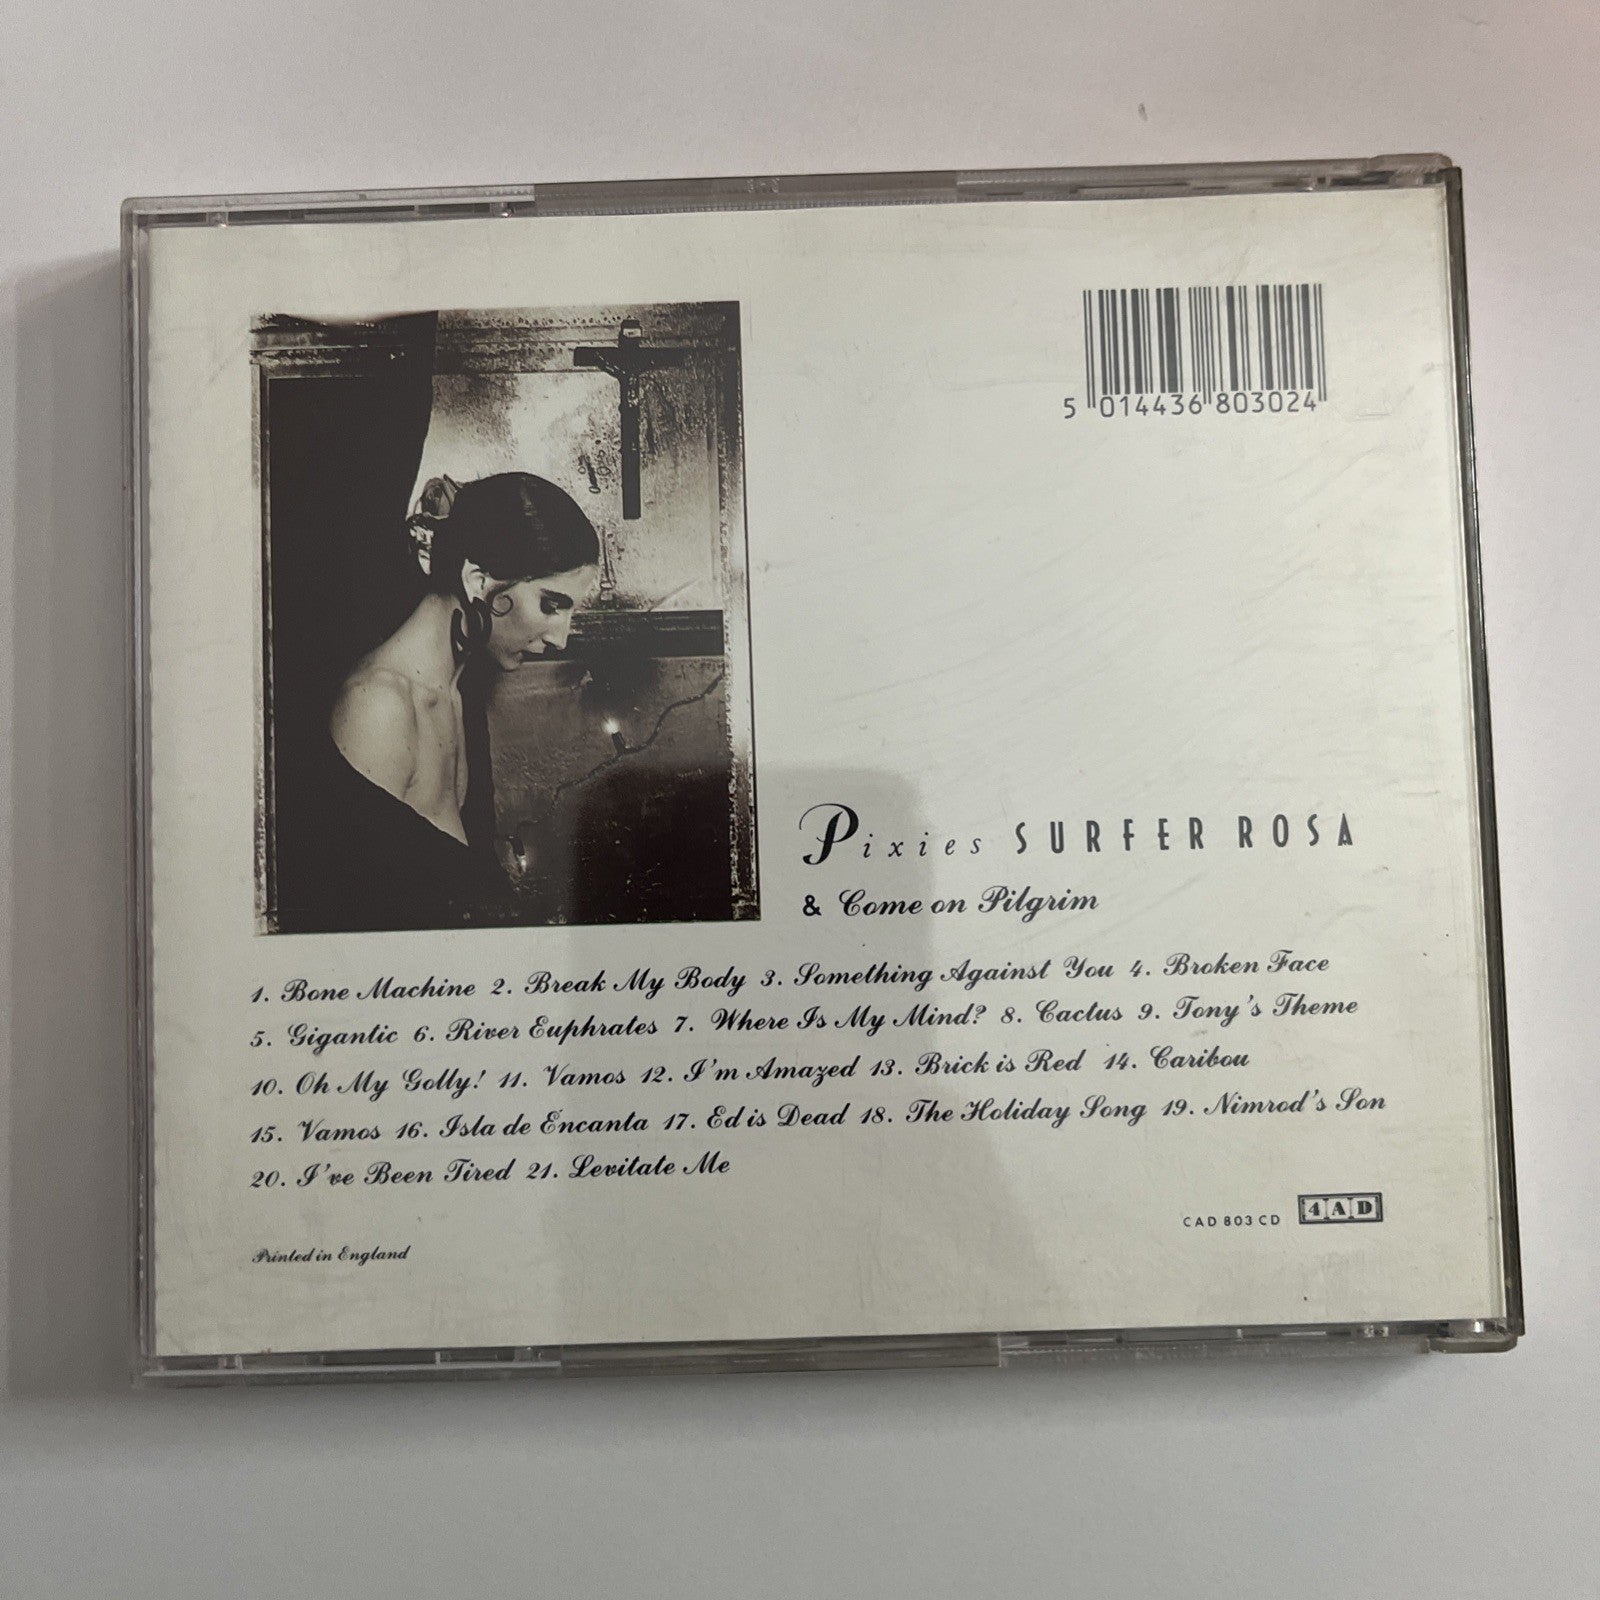 5 014436 803024
Pixies SURFER ROSA
& Come on Pilgrim
1. Bone Machine 2. Break My Body 3. Something Against You 4. Broken Face
5. Gigantic 6. River Euphrates 7. Where Is My Mind? 8. Cactus 9. Tony's Theme
10. Oh My Golly! 11. Vamos 12. I'm Amazed 13. Brick is Red 14. Caribou
15. Vamos 16. Isla de Encanta 17. Ed is Dead 18. The Holiday Song 19. Nimrod's Son
20. I've Been Tired 21. Levitate Me
CAD 803 CD 4AD
Printed in England